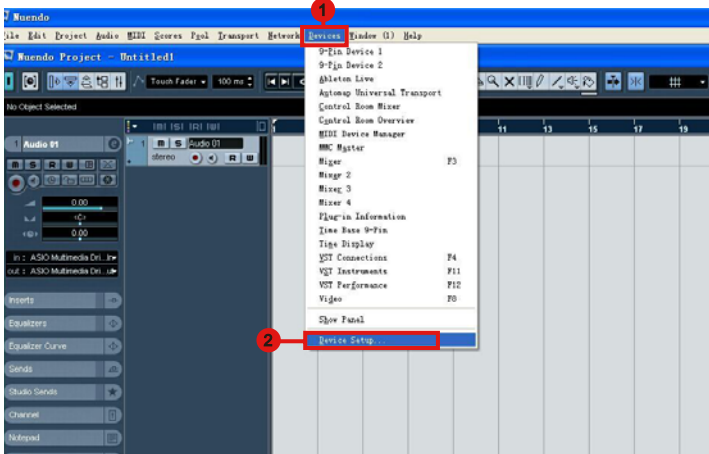 1
Nuendo
File Edit Project Audio MIDI Scores Pool Transport Network Devices Window (1) Help
Nuendo Project - Untitled1
Touch Fader 100 ms
No Object Selected
1 Audio 01
M S R W
0.00
<C>
0.00
in : ASIO Multimedia Dri..In
out : ASIO Multimedia Dri..
Inserts
Equalizers
Equalizer Curve
Sends
Studio Sends
Channel
Notepad
M S R W
1 M S Audio 01
stereo R W
1 11 13 15 17 19
9-Pin Device 1
9-Pin Device 2
Ableton Live
Automap Universal Transport
Control Room Mixer
Control Room Overview
MIDI Device Manager
MMC Master
Mixer F3
Mixer 2
Mixer 3
Mixer 4
Plug-in Information
Time Base 9-Pin
Time Display
VST Connections F4
VST Instruments F11
VST Performance F12
Video F8
Show Panel
2
Device Setup...